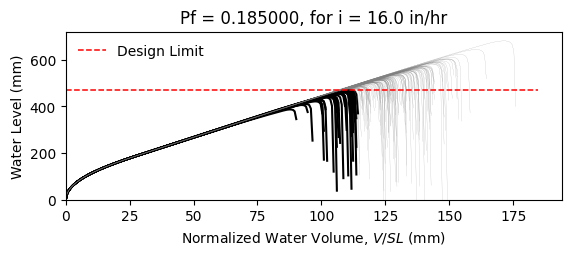 Pf = 0.185000, for i = 16.0 in/hr
Design Limit
Water Level (mm)
600
400
200
0
0 25 50 75 100 125 150 175
Normalized Water Volume, V/SL (mm)